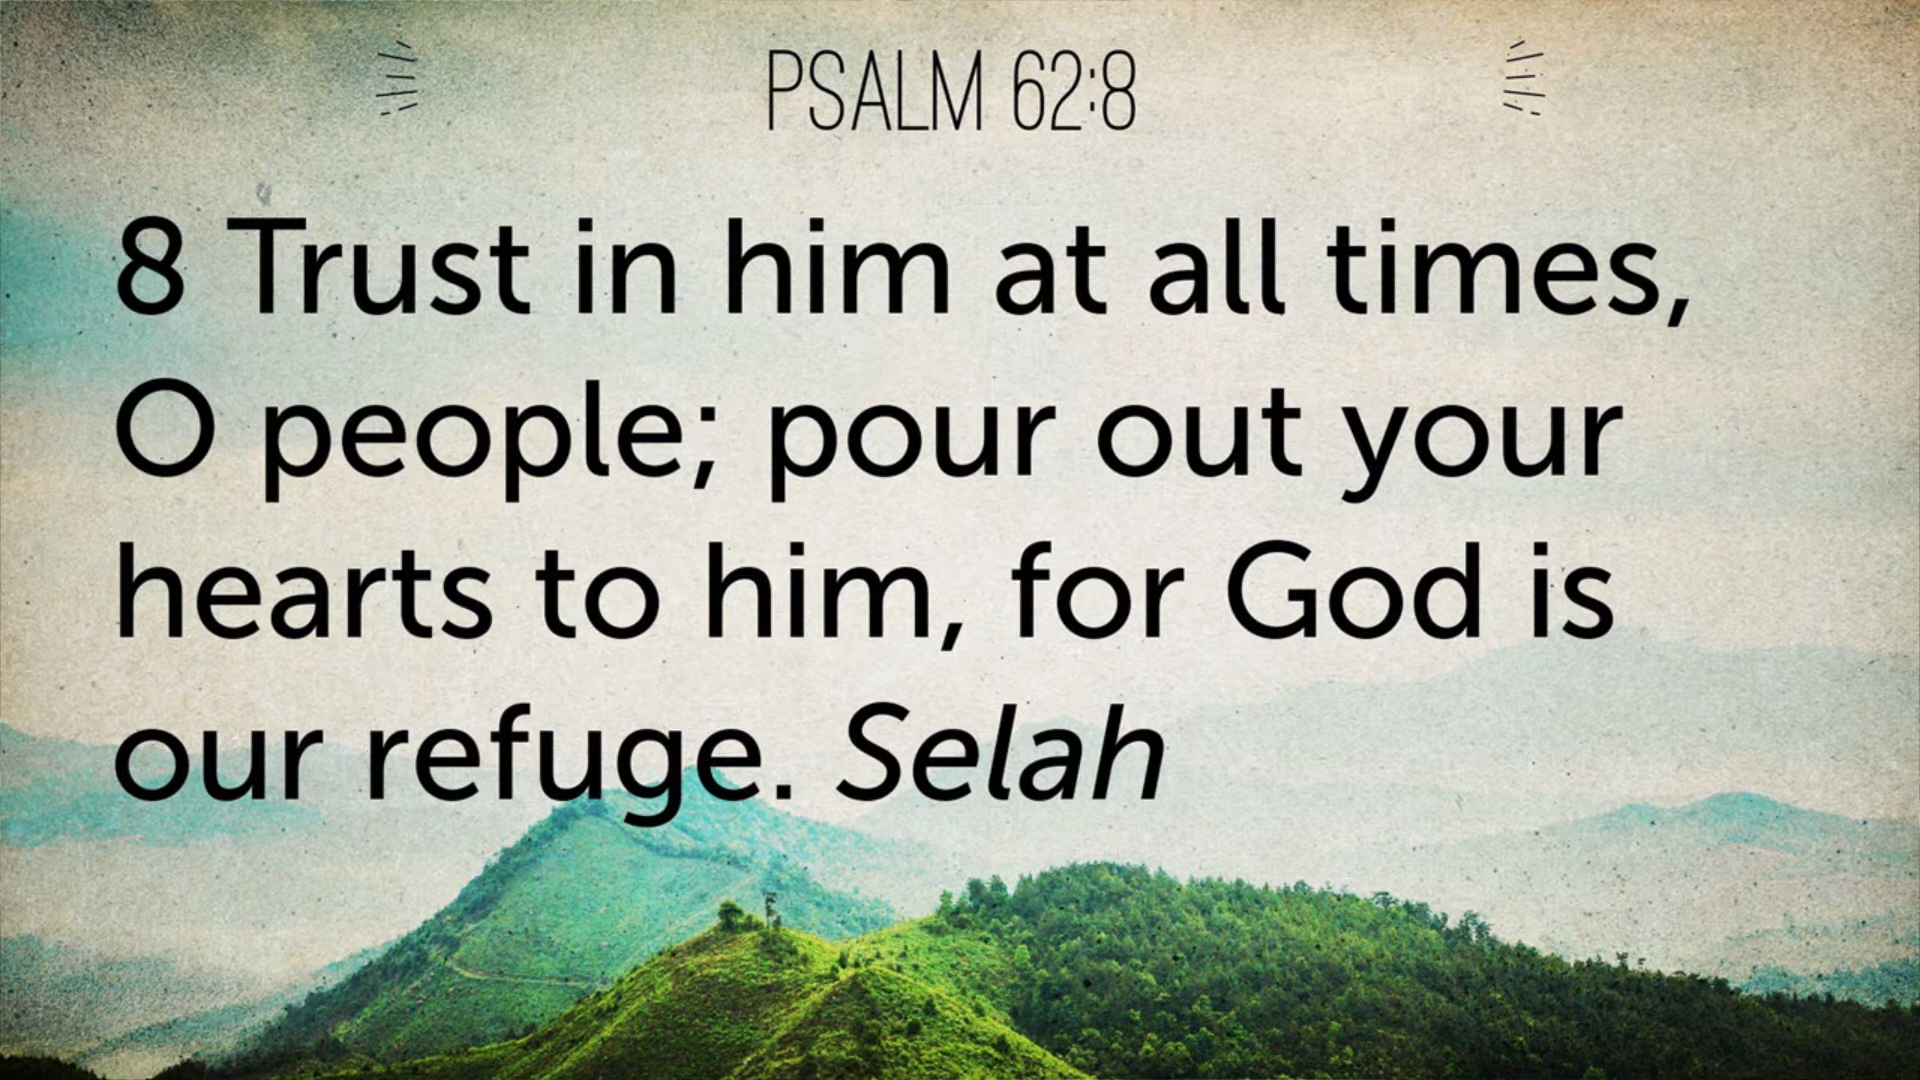 PSALM 62:8
8 Trust in him at all times,
O people; pour out your
hearts to him, for God is
our refuge. Selah